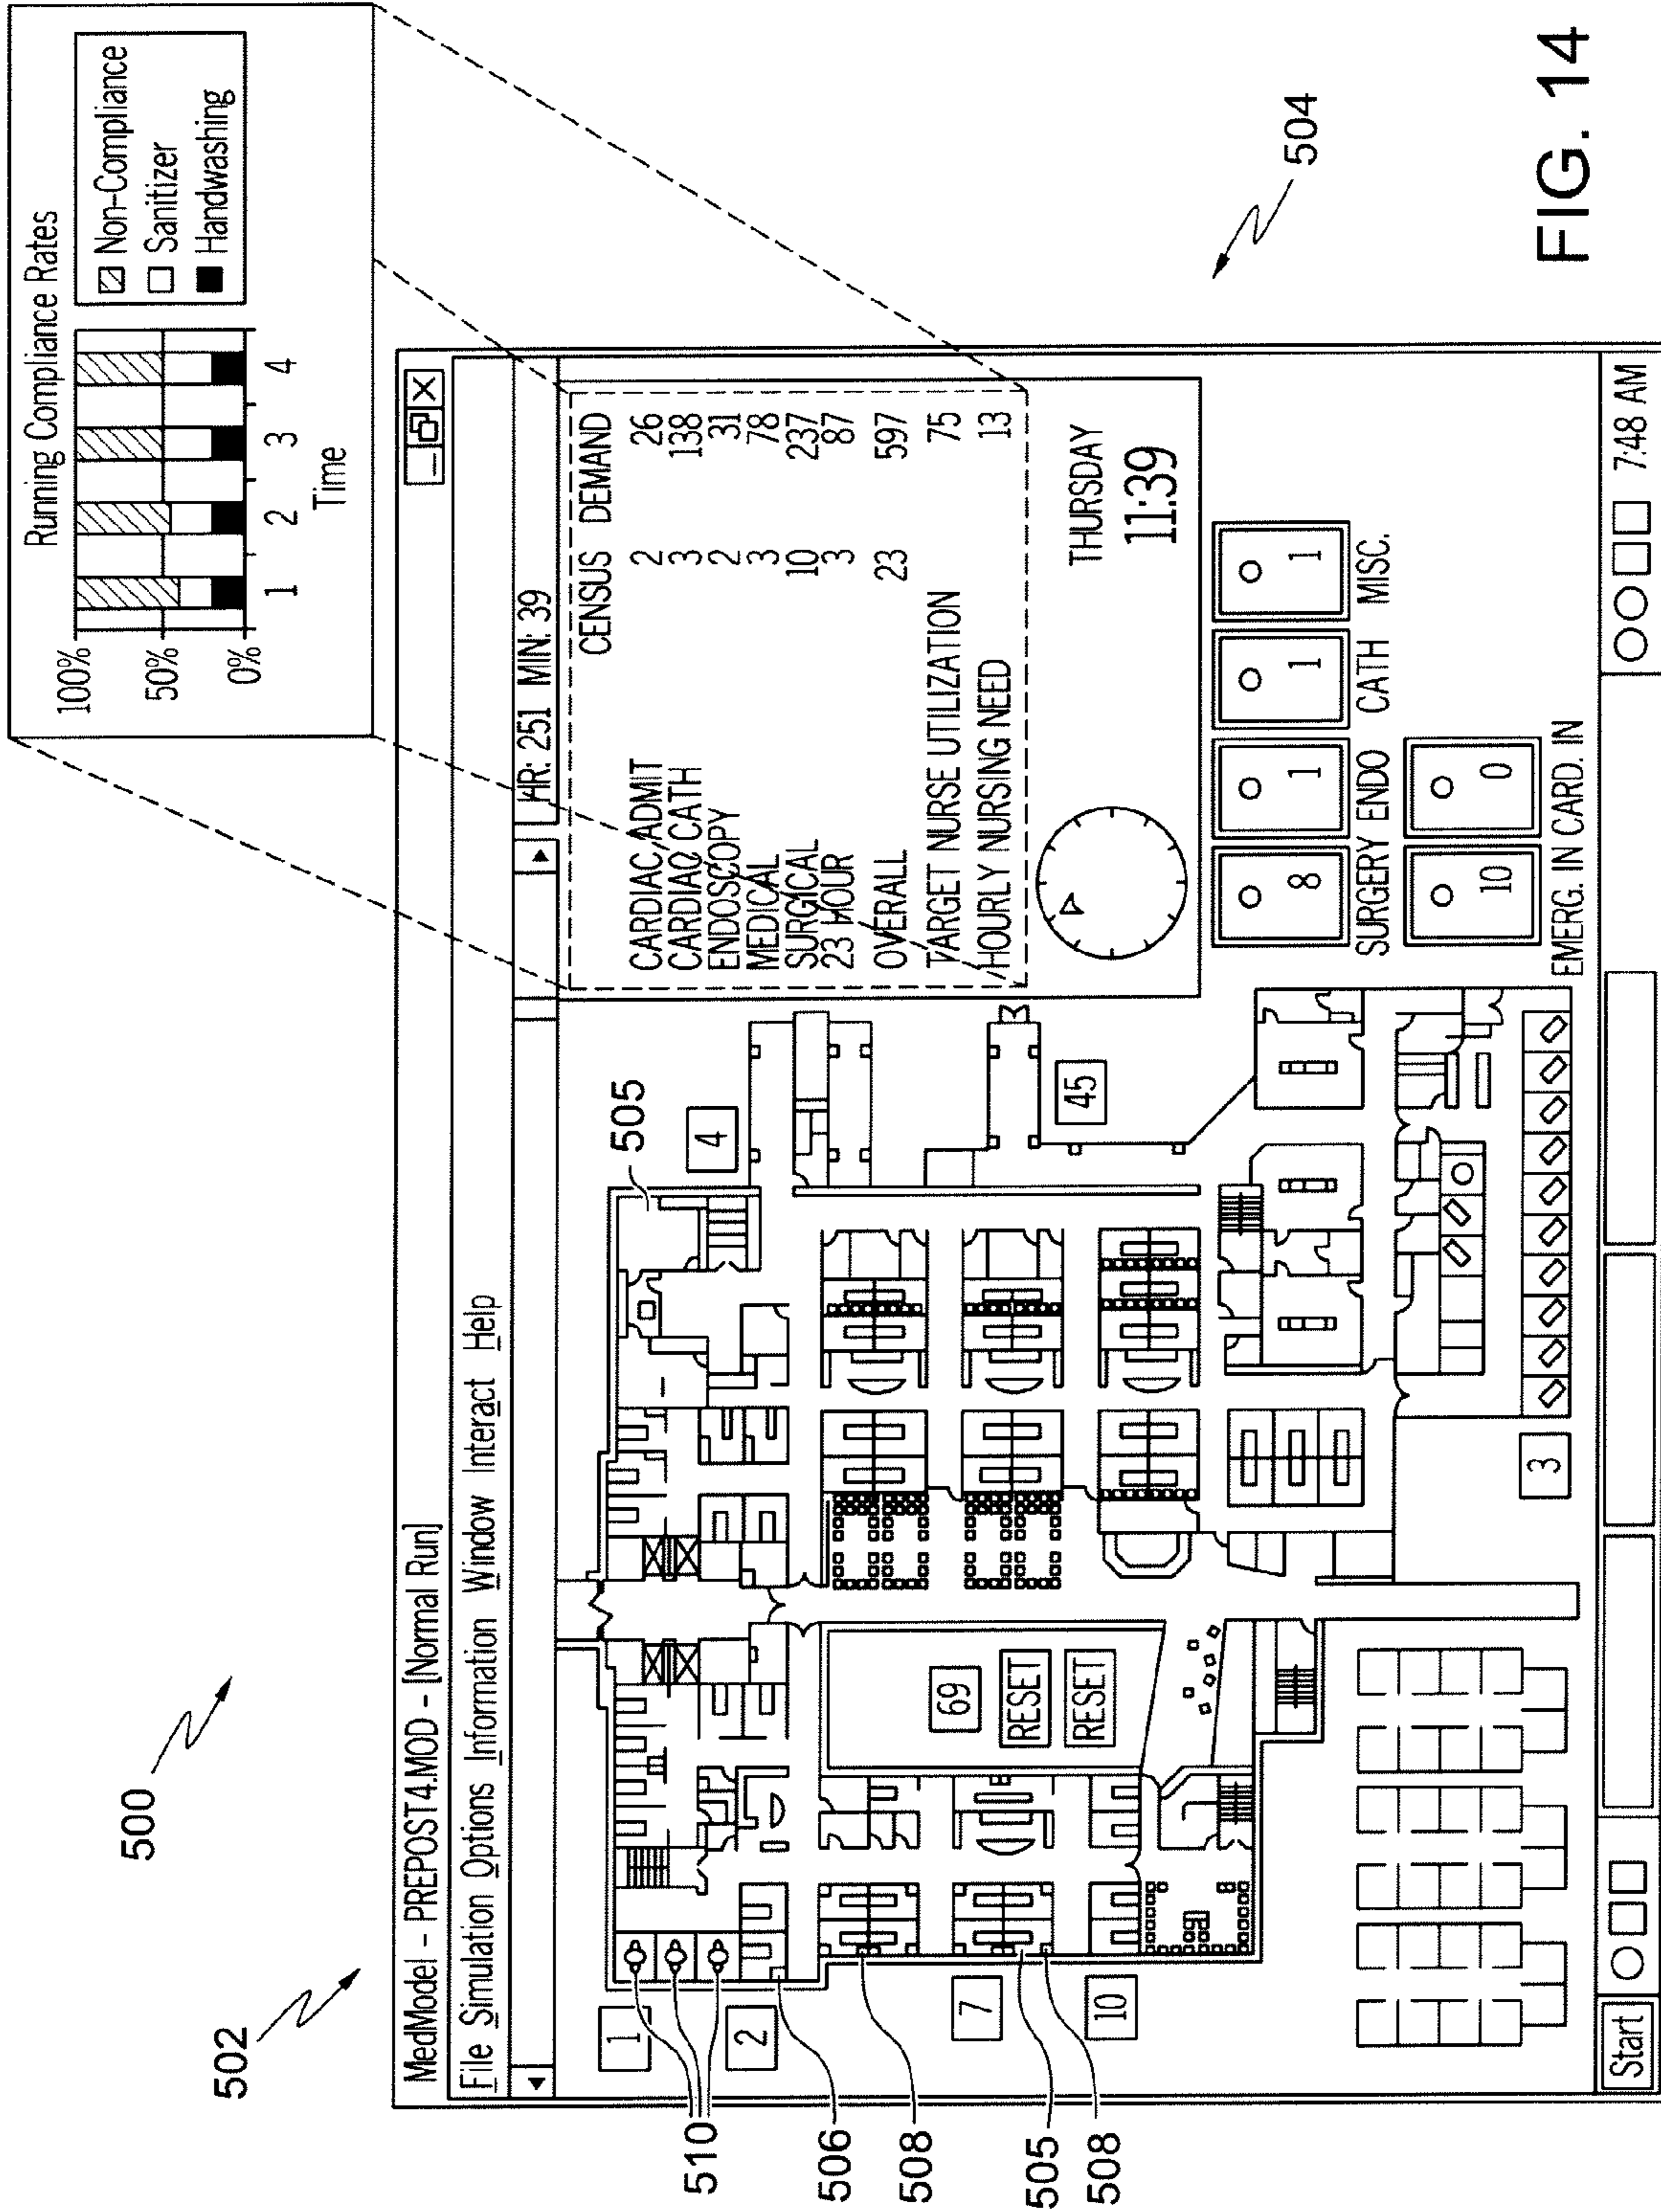 500
502
504
Running Compliance Rates
100%
50%
0%
1 2 3 4
Time
Non-Compliance
Sanitizer
Handwashing
MedModel - PREPOST4.MOD - [Normal Run]
File Simulation Options Information Window Interact Help
HR: 251 MIN: 39
CENSUS DEMAND
CARDIAC ADMIT 2 26
CARDIAC CATH 3 138
ENDOSCOPY 2 31
MEDICAL 3 78
SURGICAL 10 237
23 HOUR 3 87
OVERALL 23 597
TARGET NURSE UTILIZATION 75
HOURLY NURSING NEED 13
THURSDAY
11:39
8 1 1 1
SURGERY ENDO CATH MISC.
10 0
EMERG. IN CARD. IN
505
4
45
1
2
7
10
69
RESET
RESET
3
510
506
508
505
508
Start
7:48 AM
FIG. 14